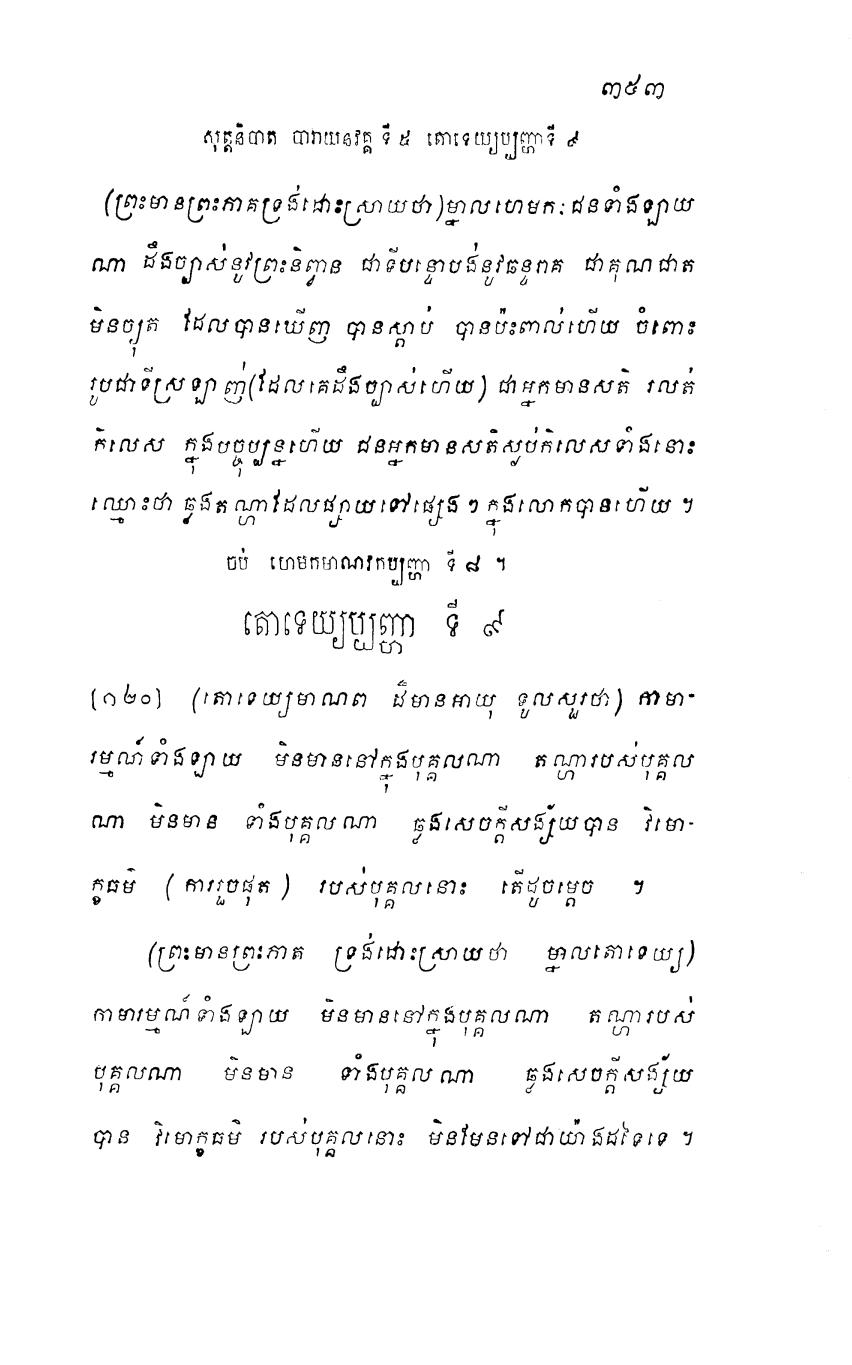 ៣៥៣
សុត្តនិបាត បារាយនវគ្គ ទី ៥ តោទេយ្យប្បញ្ហាទី ៩
(ព្រះមានព្រះភាគទ្រង់ដោះស្រាយថា)ម្នាលហេមកៈ ជនទាំងឡាយ
ណា ដឹងច្បាស់នូវព្រះនិព្វាន ជាទីបន្ទោបង់នូវឆន្ទរាគ ជាគុណជាត
មិនច្យុត ដែលបានឃើញ បានស្តាប់ បានប៉ះពាល់ហើយ ចំពោះ
រូបជាទីស្រឡាញ់(ដែលគេដឹងច្បាស់ហើយ) ជាអ្នកមានសតិ រលត់
កិលេស ក្នុងបច្ចុប្បន្នហើយ ជនអ្នកមានសតិស្ងប់កិលេសទាំងនោះ
ឈ្មោះថា ឆ្លងតណ្ហាដែលផ្សាយទៅផ្សេង ៗ ក្នុងលោកបានហើយ ។
ចប់ ហេមកមាណវកប្បញ្ហា ទី ៨ ។
តោទេយ្យប្បញ្ហា ទី ៩
[១២០] (តោទេយ្យមាណព ដ៏មានអាយុ ទូលសួរថា) កាមា-
រម្មណ៍ទាំងឡាយ មិនមាននៅក្នុងបុគ្គលណា តណ្ហារបស់បុគ្គល
ណា មិនមាន ទាំងបុគ្គលណា ឆ្លងសេចក្តីសង្ស័យបាន វិមោ-
ក្ខធម៌ (ការរួចផុត) របស់បុគ្គលនោះ តើដូចម្តេច ។
(ព្រះមានព្រះភាគ ទ្រង់ដោះស្រាយថា ម្នាលតោទេយ្យ)
កាមារម្មណ៍ទាំងឡាយ មិនមាននៅក្នុងបុគ្គលណា តណ្ហារបស់
បុគ្គលណា មិនមាន ទាំងបុគ្គលណា ឆ្លងសេចក្តីសង្ស័យ
បាន វិមោក្ខធម៌ របស់បុគ្គលនោះ មិនមែនទៅជាយ៉ាងដទៃទេ ។